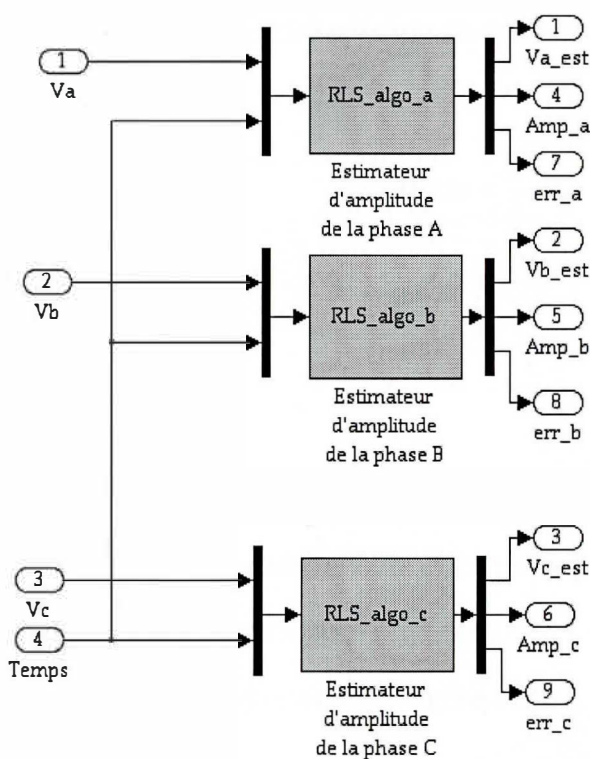 1
Va
RLS_algo_a
Estimateur
d'amplitude
de la phase A
1
Va_est
4
Amp_a
7
err_a
2
Vb
RLS_algo_b
Estimateur
d'amplitude
de la phase B
2
Vb_est
5
Amp_b
8
err_b
3
Vc
4
Temps
RLS_algo_c
Estimateur
d'amplitude
de la phase C
3
Vc_est
6
Amp_c
9
err_c